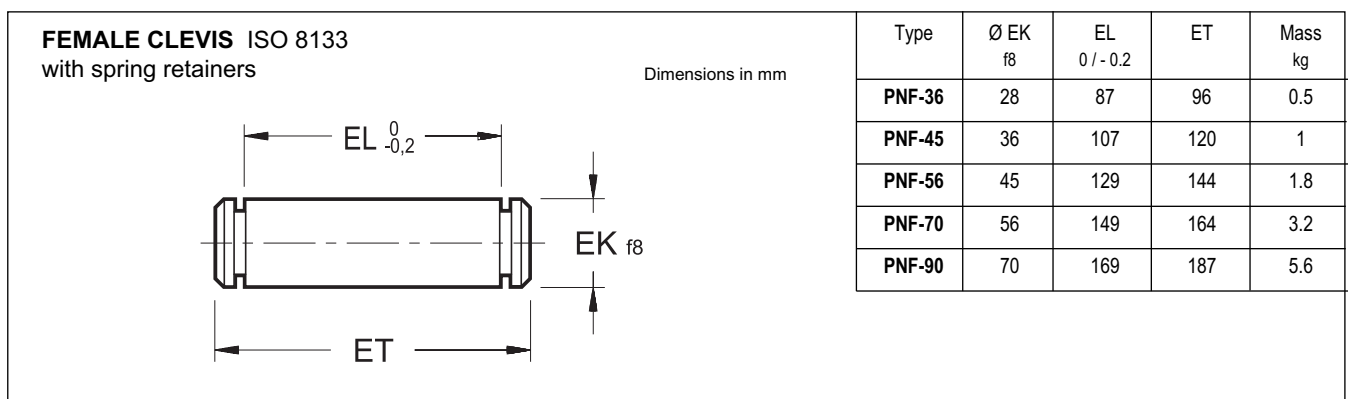 FEMALE CLEVIS ISO 8133
with spring retainers
Dimensions in mm
EL 0 -0,2
EK f8
ET
Type Ø EK EL ET Mass
f8 0 / - 0.2 kg
PNF-36 28 87 96 0.5
PNF-45 36 107 120 1
PNF-56 45 129 144 1.8
PNF-70 56 149 164 3.2
PNF-90 70 169 187 5.6